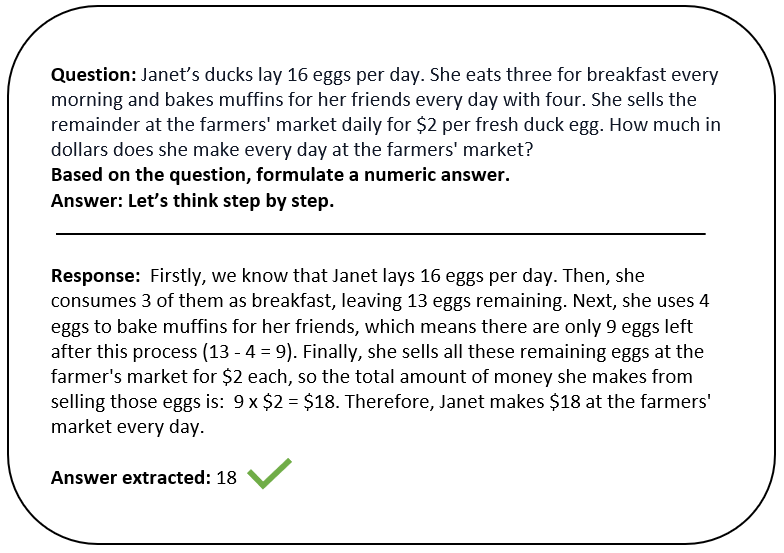 Question: Janet’s ducks lay 16 eggs per day. She eats three for breakfast every
morning and bakes muffins for her friends every day with four. She sells the
remainder at the farmers' market daily for $2 per fresh duck egg. How much in
dollars does she make every day at the farmers' market?
Based on the question, formulate a numeric answer.
Answer: Let’s think step by step.
Response: Firstly, we know that Janet lays 16 eggs per day. Then, she
consumes 3 of them as breakfast, leaving 13 eggs remaining. Next, she uses 4
eggs to bake muffins for her friends, which means there are only 9 eggs left
after this process (13 - 4 = 9). Finally, she sells all these remaining eggs at the
farmer's market for $2 each, so the total amount of money she makes from
selling those eggs is: 9 x $2 = $18. Therefore, Janet makes $18 at the farmers'
market every day.
Answer extracted: 18